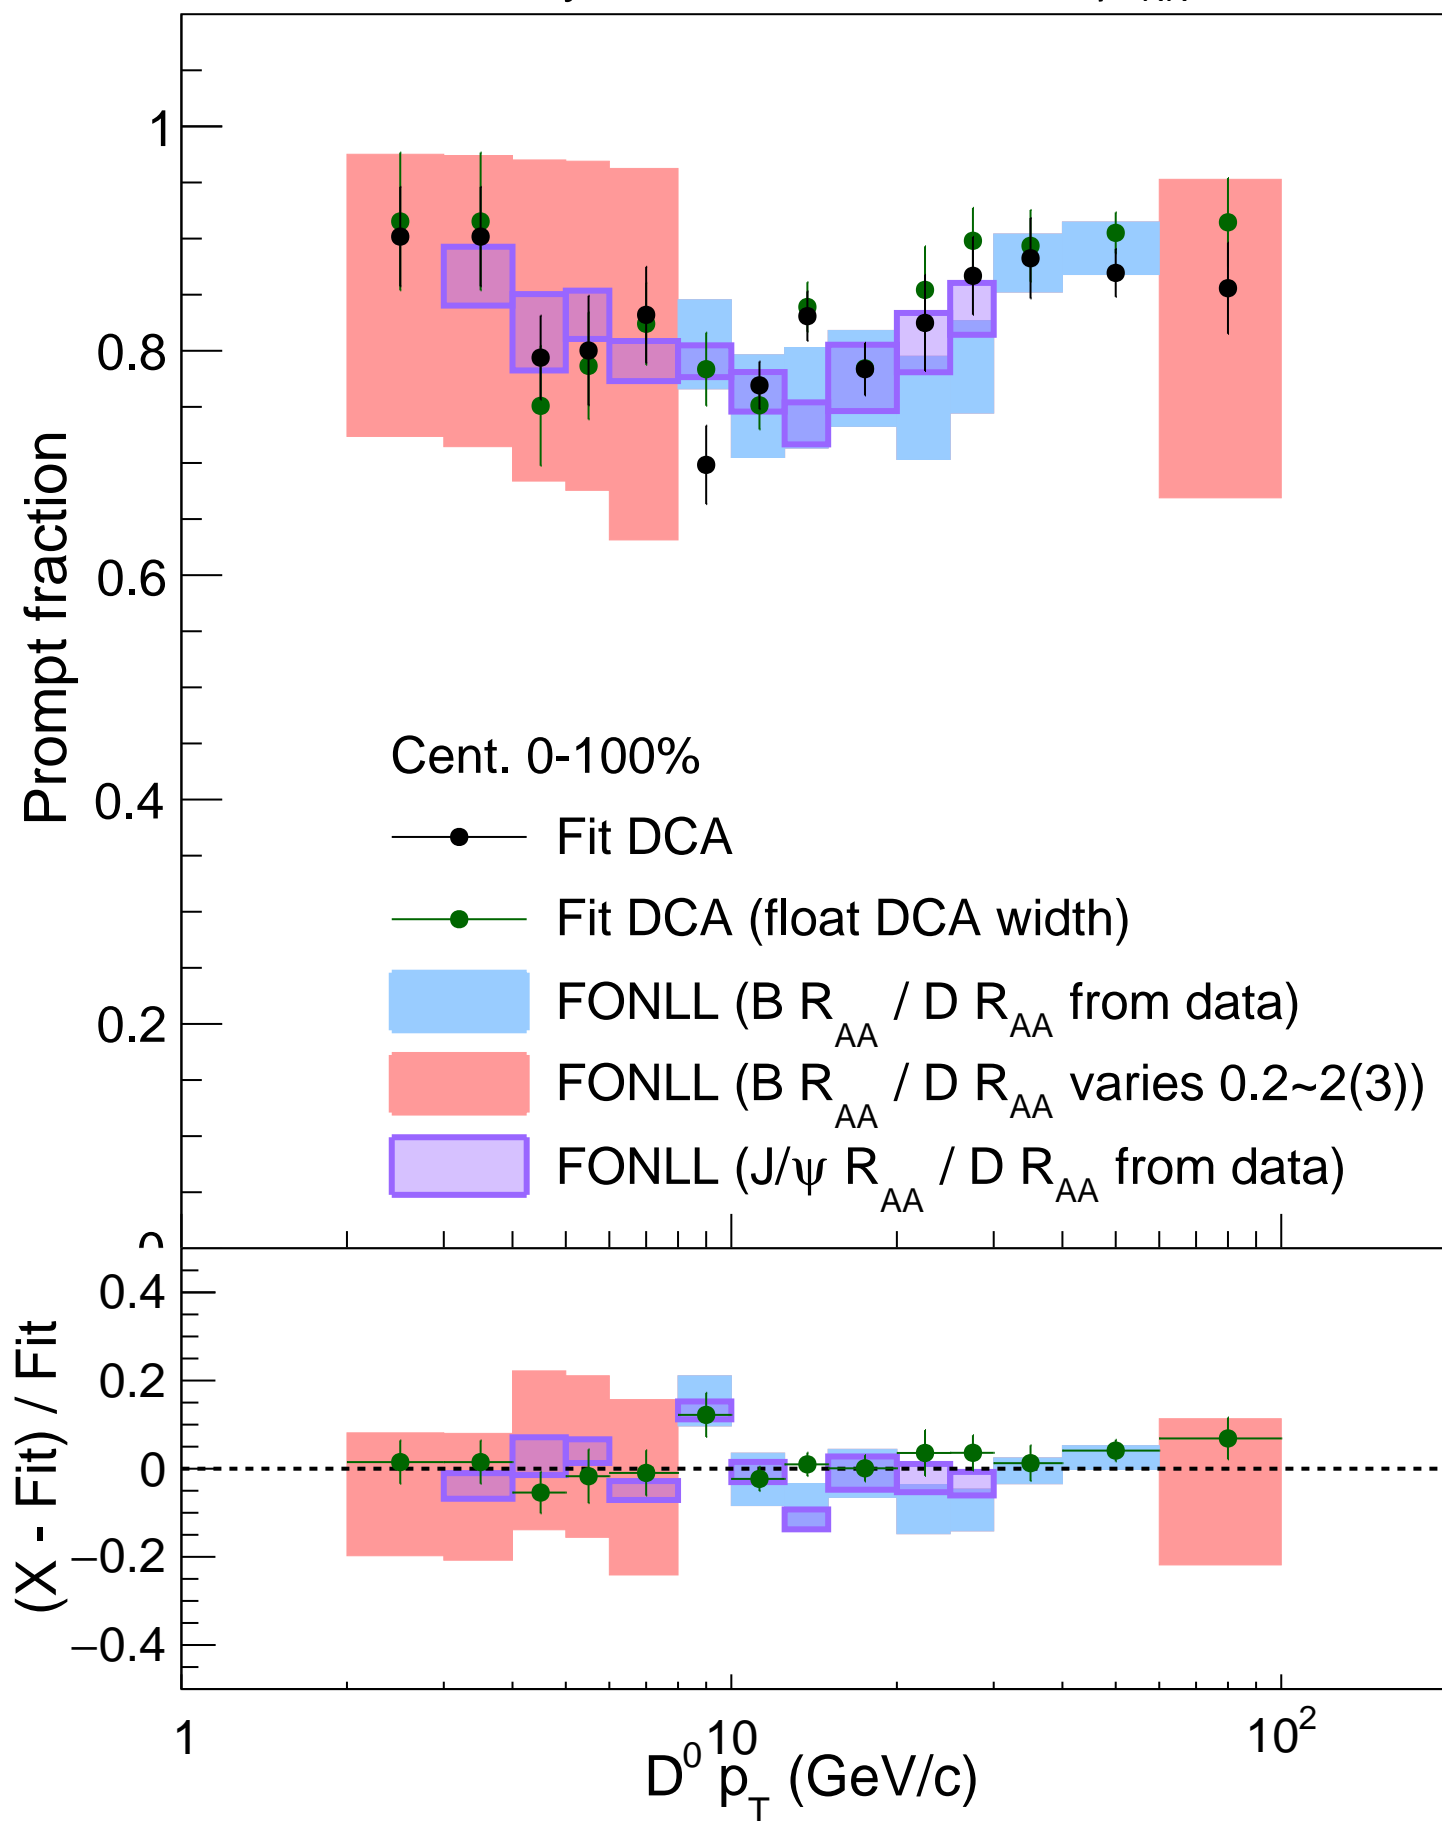 1
0.8
0.6
0.4
0.2
0
Prompt fraction
Cent. 0-100%
Fit DCA
Fit DCA (float DCA width)
FONLL (B R_AA / D R_AA from data)
FONLL (B R_AA / D R_AA varies 0.2~2(3))
FONLL (J/ψ R_AA / D R_AA from data)
0.4
0.2
0
−0.2
−0.4
(X - Fit) / Fit
1
10
10²
D⁰ p_T (GeV/c)